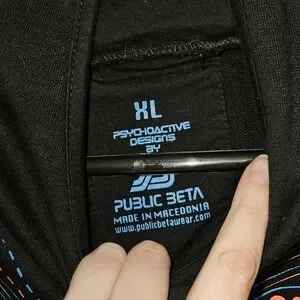 XL
PSYCHOACTIVE
DESIGNS
BY
PUBLIC BETA
MADE IN MACEDONIA
www.publicbetawear.com